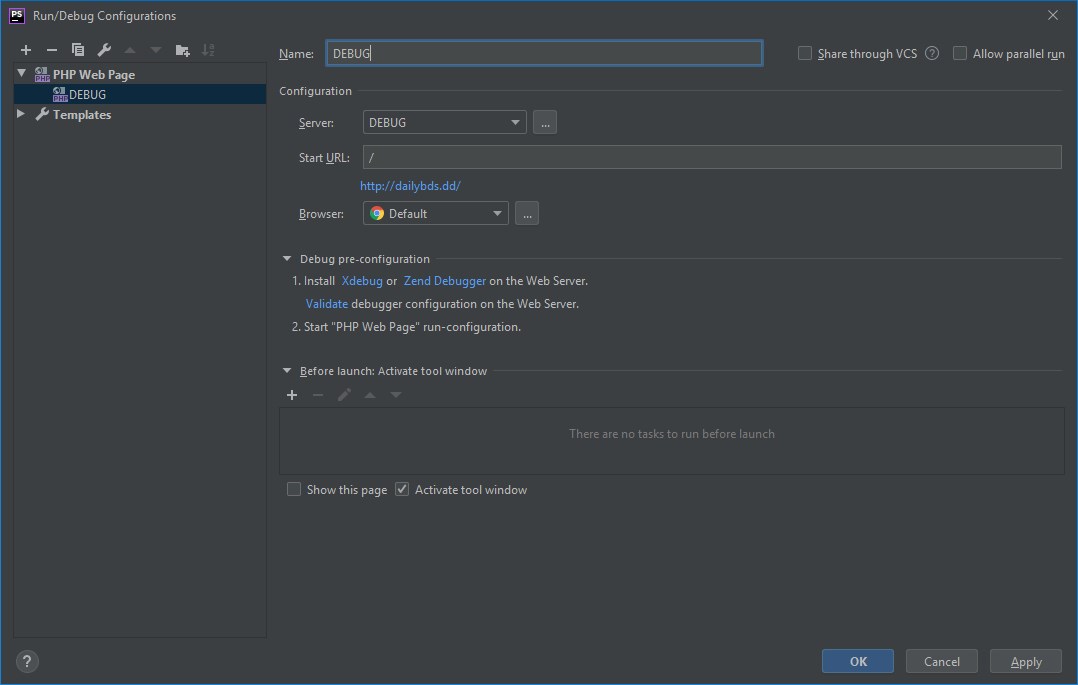 PS Run/Debug Configurations
Name: DEBUG Share through VCS ? Allow parallel run
PHP PHP Web Page
PHP DEBUG
Templates
Configuration
Server: DEBUG ...
Start URL: /
http://dailybds.dd/
Browser: Default ...
Debug pre-configuration
1. Install Xdebug or Zend Debugger on the Web Server.
Validate debugger configuration on the Web Server.
2. Start "PHP Web Page" run-configuration.
Before launch: Activate tool window
There are no tasks to run before launch
Show this page Activate tool window
? OK Cancel Apply